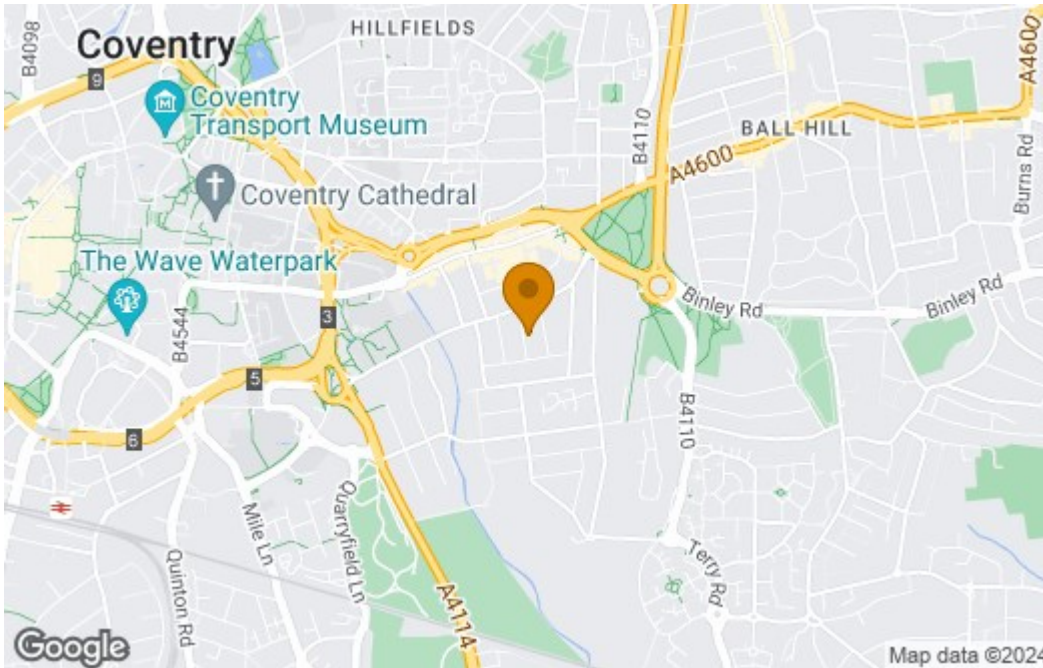 Coventry
HILLFIELDS
B4098
A4600
9
Coventry
Transport Museum
B4110
BALL HILL
A4600
Burns Rd
Coventry Cathedral
The Wave Waterpark
Binley Rd
Binley Rd
B4544
3
5
6
B4110
Quarryfield Ln
Mile Ln
Quinton Rd
Terry Rd
A4114
Google
Map data ©2024